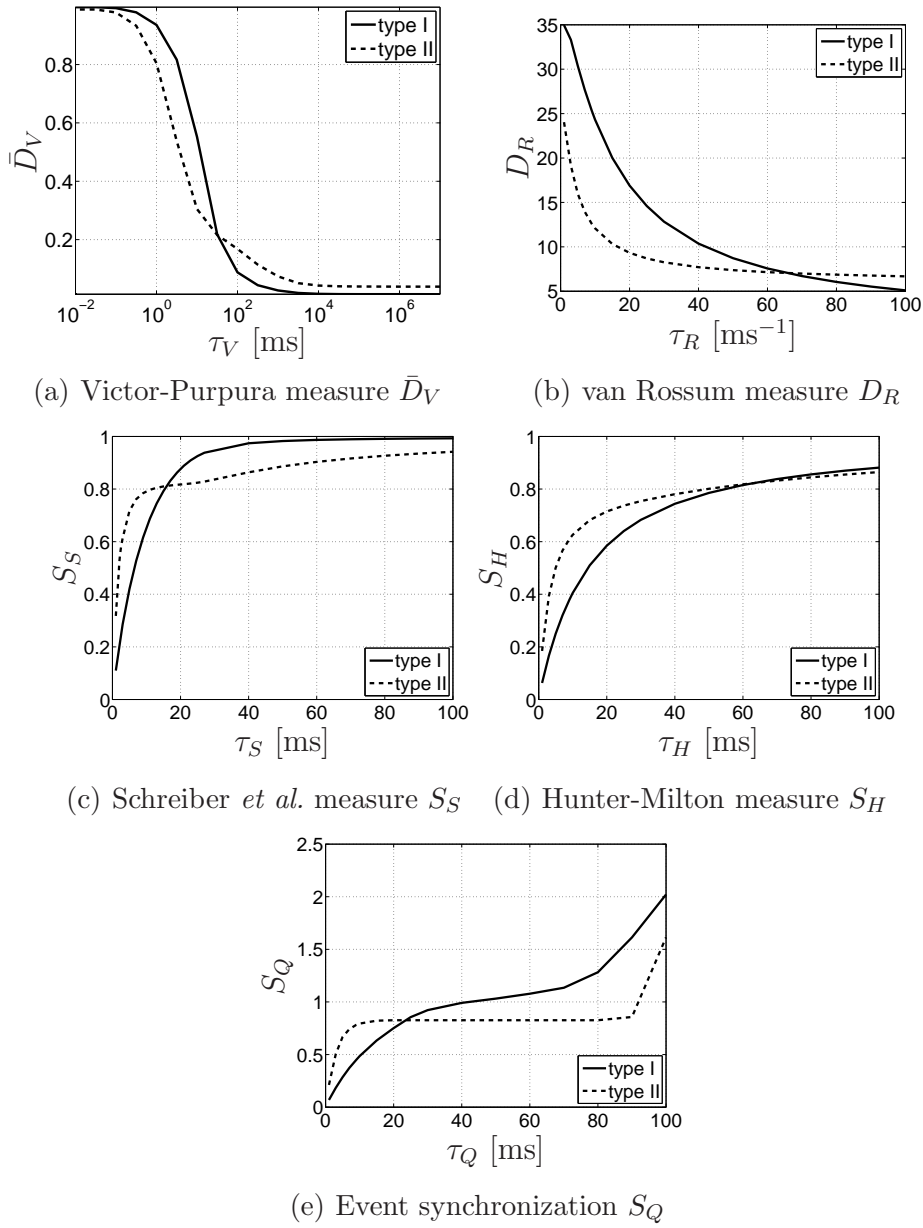 type I
type II
0.8
0.6
0.4
0.2
D̄_V
10^−2 10^0 10^2 10^4 10^6
τ_V [ms]
(a) Victor-Purpura measure D̄_V
type I
type II
35
30
25
20
15
10
5
D_R
0 20 40 60 80 100
τ_R [ms^−1]
(b) van Rossum measure D_R
1
0.8
0.6
0.4
0.2
0
S_S
type I
type II
0 20 40 60 80 100
τ_S [ms]
(c) Schreiber et al. measure S_S
1
0.8
0.6
0.4
0.2
0
S_H
type I
type II
0 20 40 60 80 100
τ_H [ms]
(d) Hunter-Milton measure S_H
2.5
2
1.5
1
0.5
0
S_Q
type I
type II
0 20 40 60 80 100
τ_Q [ms]
(e) Event synchronization S_Q